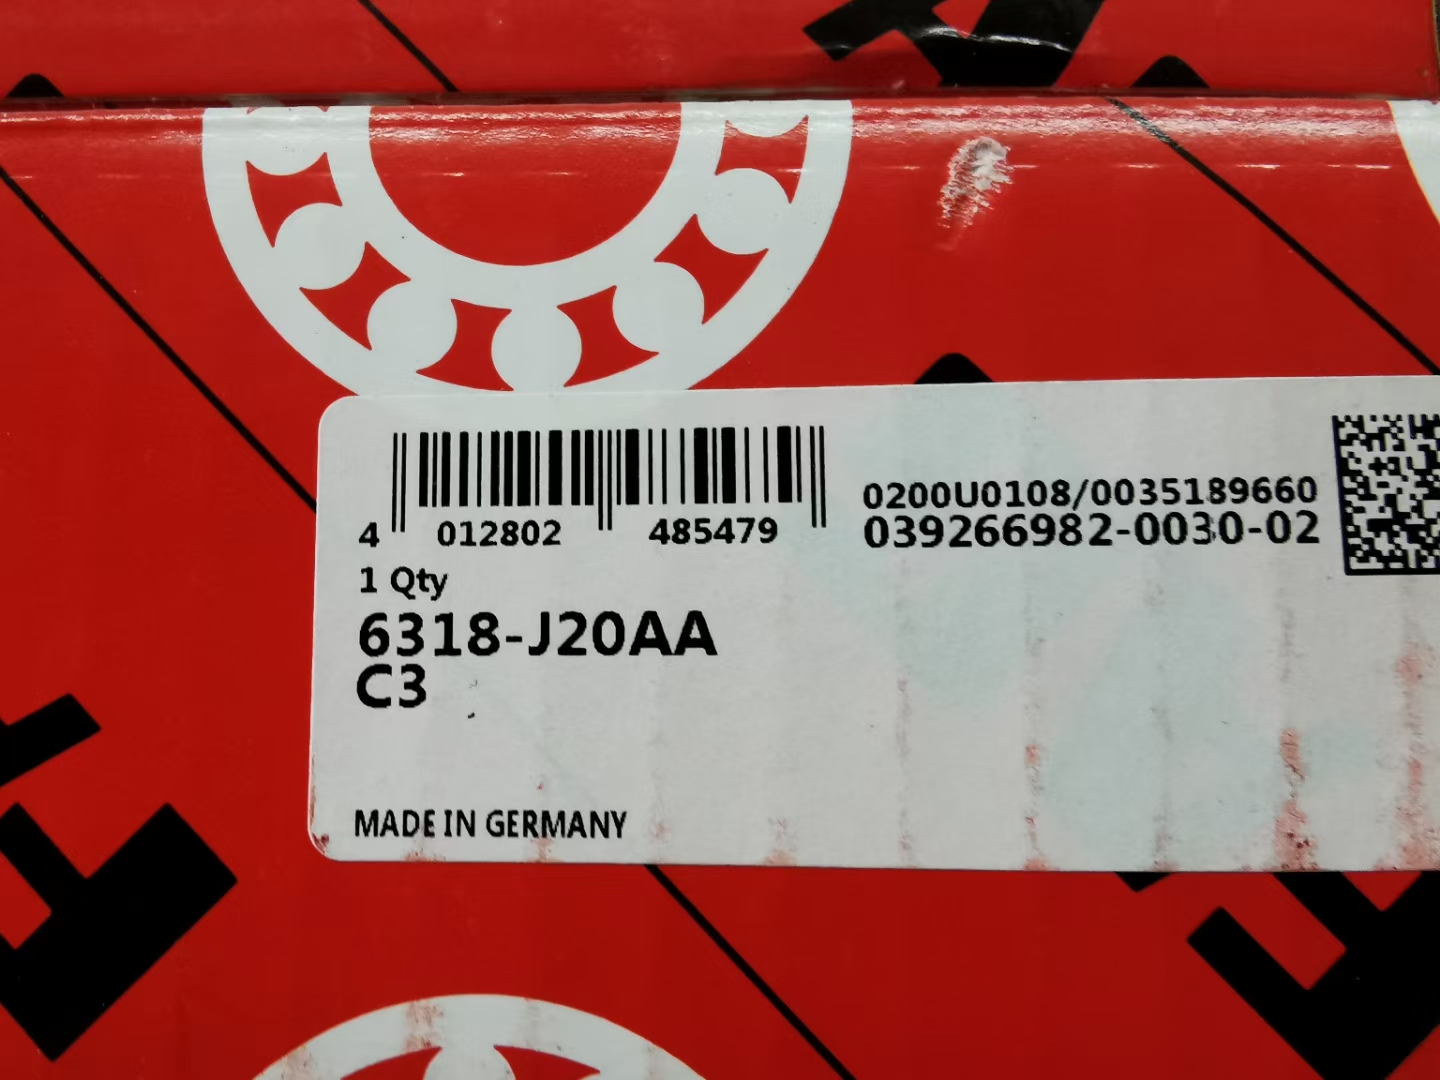 4 012802 485479
0200U0108/0035189660
039266982-0030-02
1 Qty
6318-J20AA
C3
MADE IN GERMANY